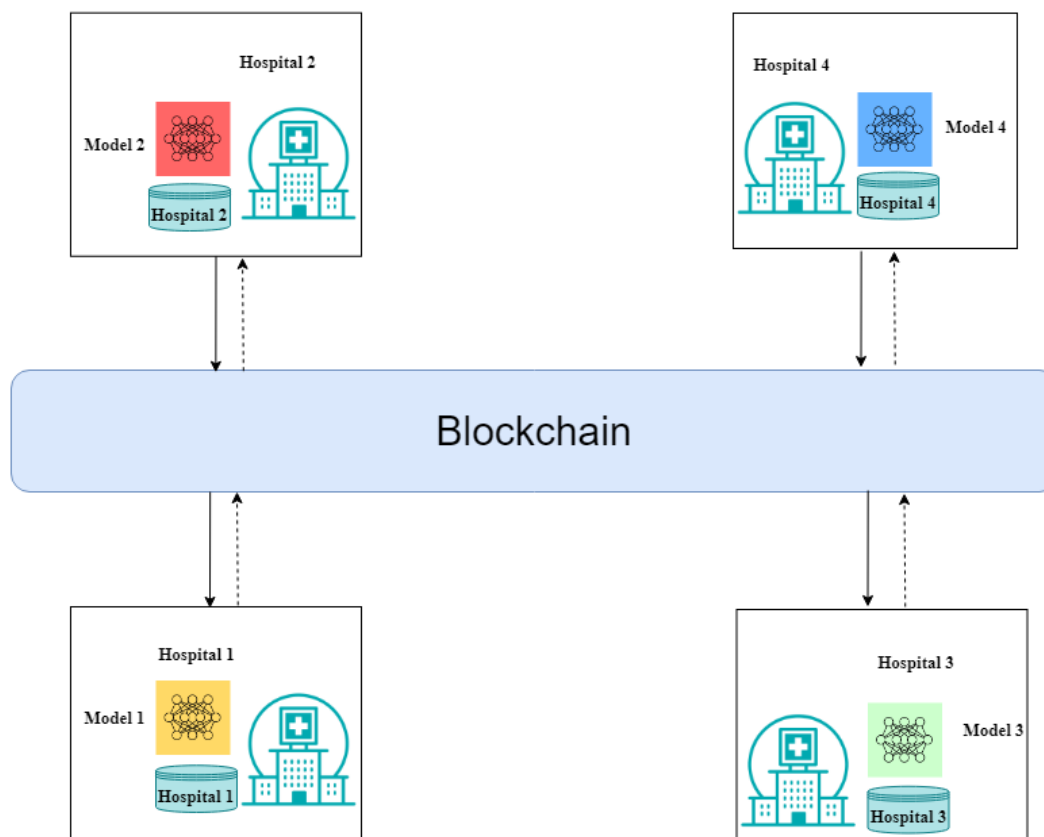 Hospital 2
Model 2
Hospital 2
Hospital 4
Model 4
Hospital 4
Blockchain
Hospital 1
Model 1
Hospital 1
Hospital 3
Model 3
Hospital 3